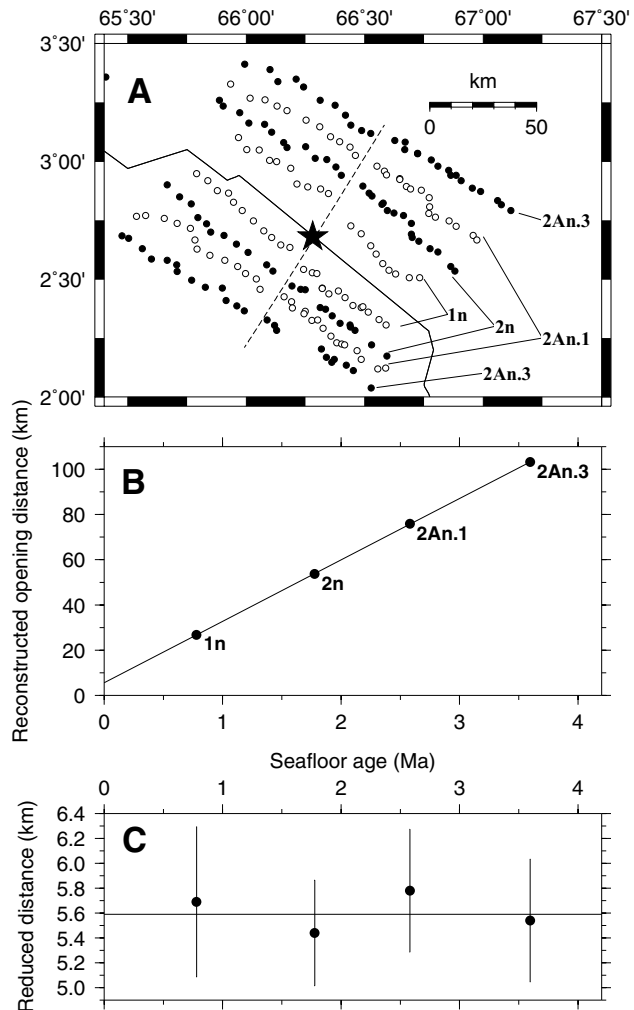 65˚30' 66˚00' 66˚30' 67˚00' 67˚30'
3˚30'
A
km
0 50
3˚00'
2An.3
2˚30'
1n
2n
2An.1
2An.3
2˚00'
Reconstructed opening distance (km)
100
80
60
40
20
0
B
2An.3
2An.1
2n
1n
0 1 2 3 4
Seafloor age (Ma)
0 1 2 3 4
Reduced distance (km)
6.4
6.2
6.0
5.8
5.6
5.4
5.2
5.0
C